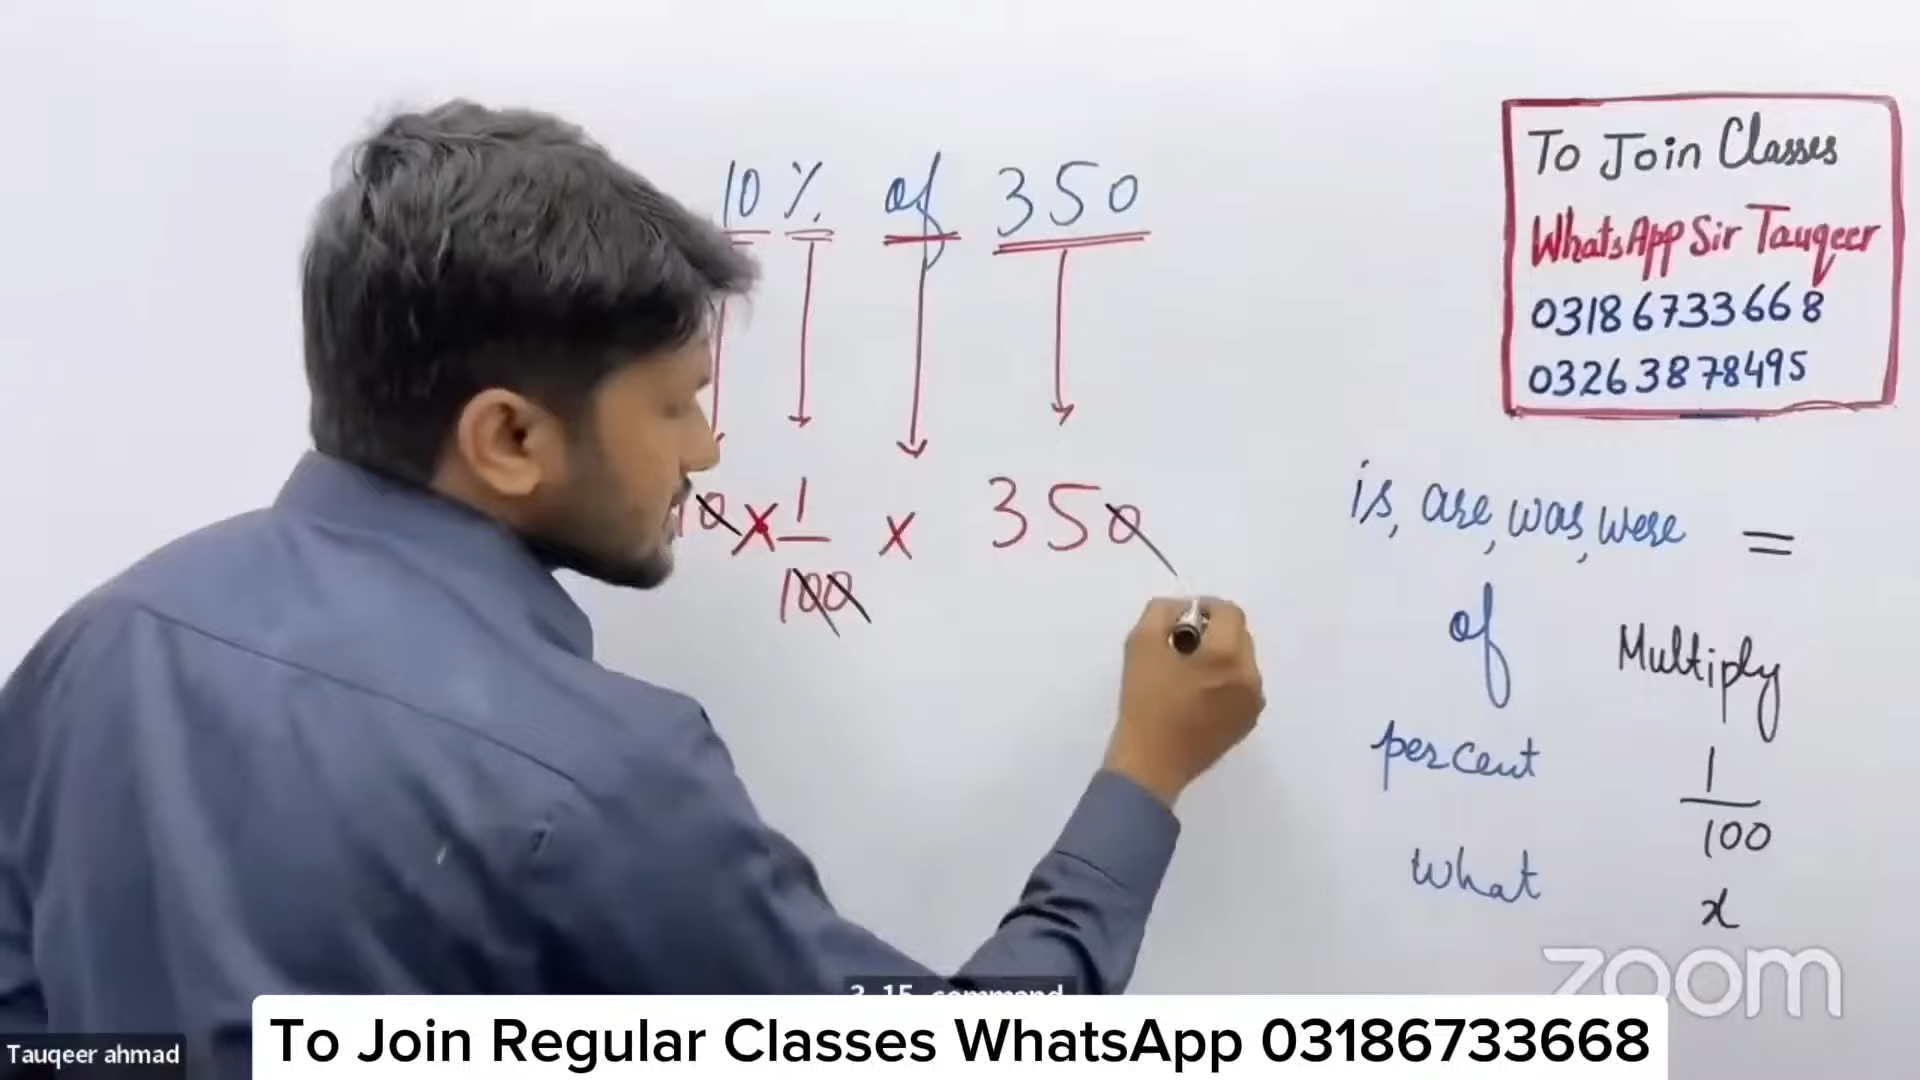 10 % of 350
10 x 1/100 x 350
To Join Classes
WhatsApp Sir Tauqeer
03186733668
03263878495
is, are, was, were =
of Multiply
percent 1/100
what x
zoom
Tauqeer ahmad
To Join Regular Classes WhatsApp 03186733668